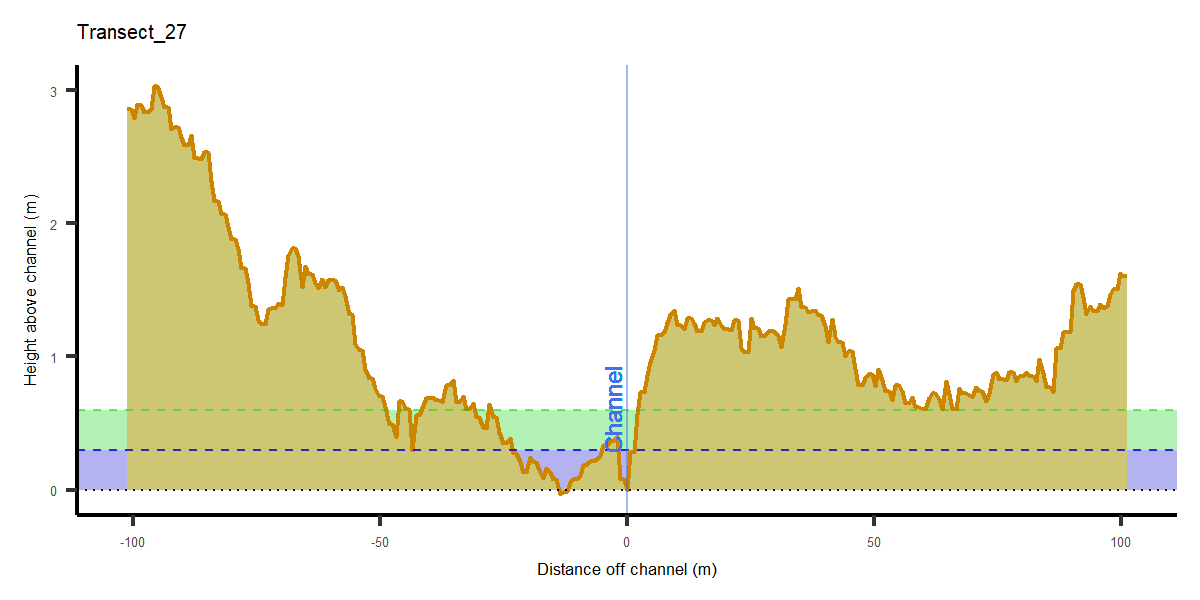 Transect_27
Height above channel (m)
3
2
1
0
channel
-100
-50
0
50
100
Distance off channel (m)